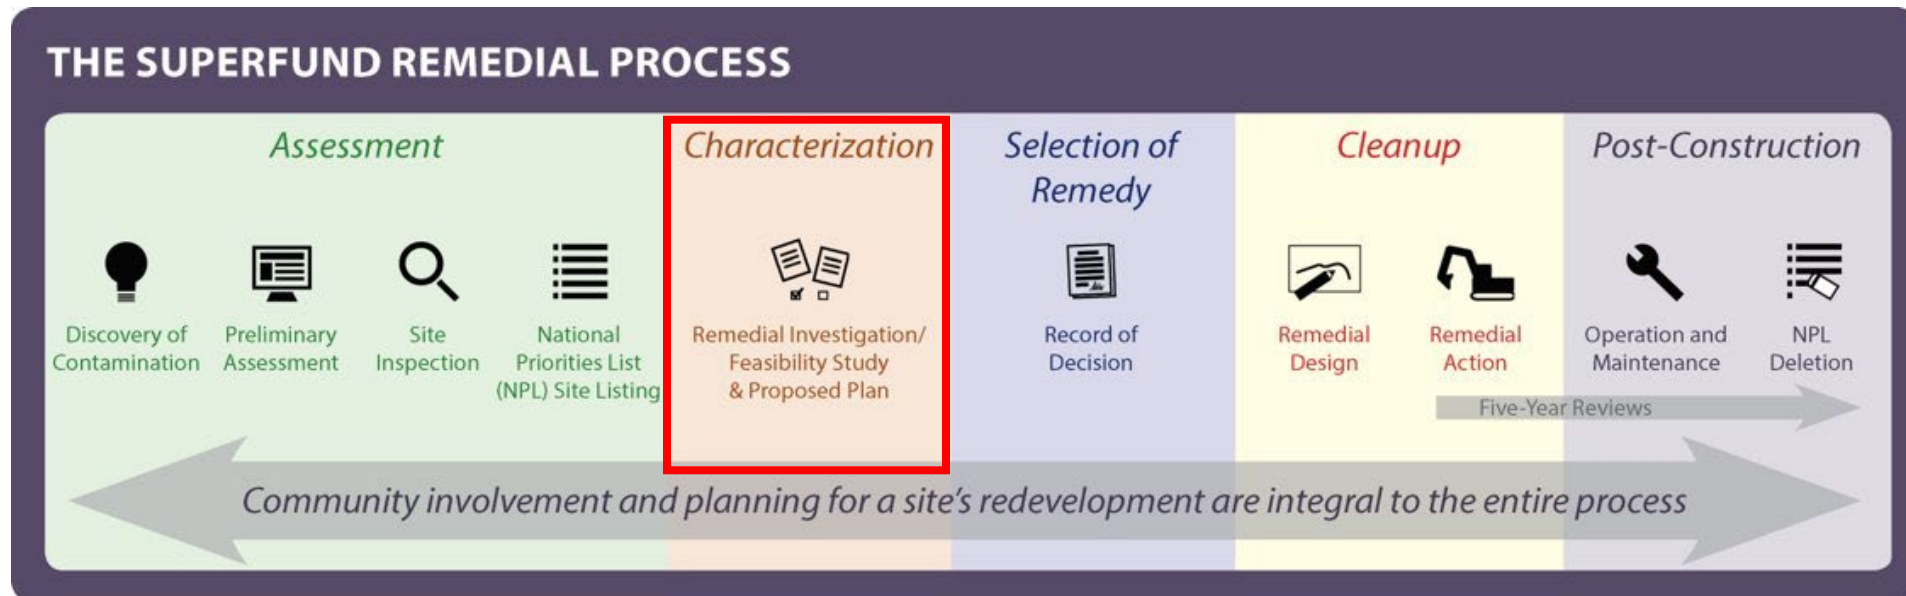 THE SUPERFUND REMEDIAL PROCESS
Assessment
Discovery of
Contamination
Preliminary
Assessment
Site
Inspection
National
Priorities List
(NPL) Site Listing
Characterization
Remedial Investigation/
Feasibility Study
& Proposed Plan
Selection of
Remedy
Record of
Decision
Cleanup
Remedial
Design
Remedial
Action
Post-Construction
Operation and
Maintenance
NPL
Deletion
Five-Year Reviews
Community involvement and planning for a site's redevelopment are integral to the entire process